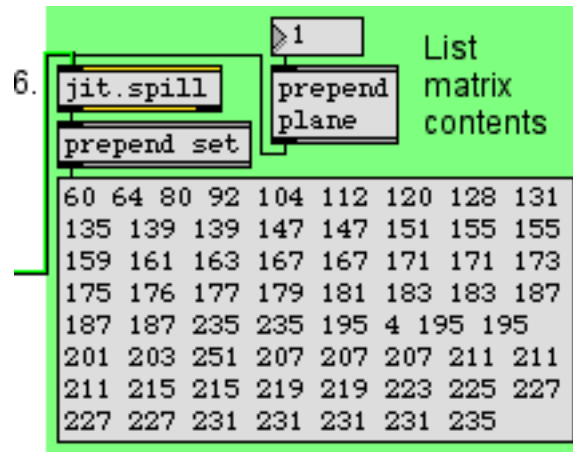 6.
1
List
matrix
contents
jit.spill
prepend
plane
prepend set
60 64 80 92 104 112 120 128 131
135 139 139 147 147 151 155 155
159 161 163 167 167 171 171 173
175 176 177 179 181 183 183 187
187 187 235 235 195 4 195 195
201 203 251 207 207 207 211 211
211 215 215 219 219 223 225 227
227 227 231 231 231 231 235